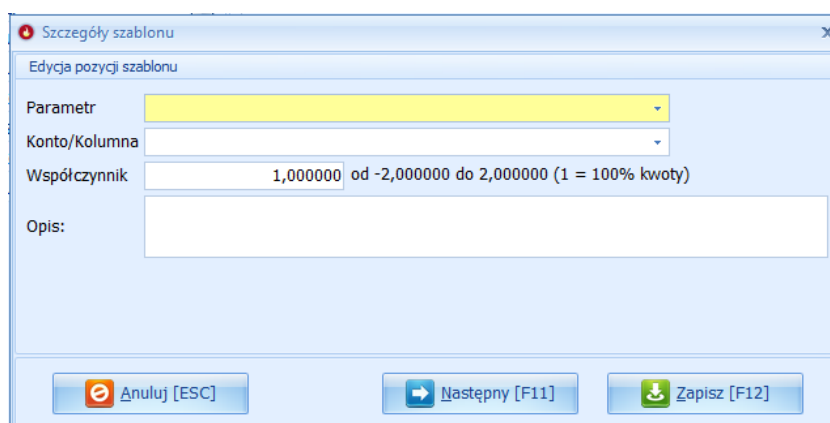 Szczegóły szablonu
x
Edycja pozycji szablonu
Parametr
Konto/Kolumna
Współczynnik 1,000000 od -2,000000 do 2,000000 (1 = 100% kwoty)
Opis:
Anuluj [ESC] Następny [F11] Zapisz [F12]